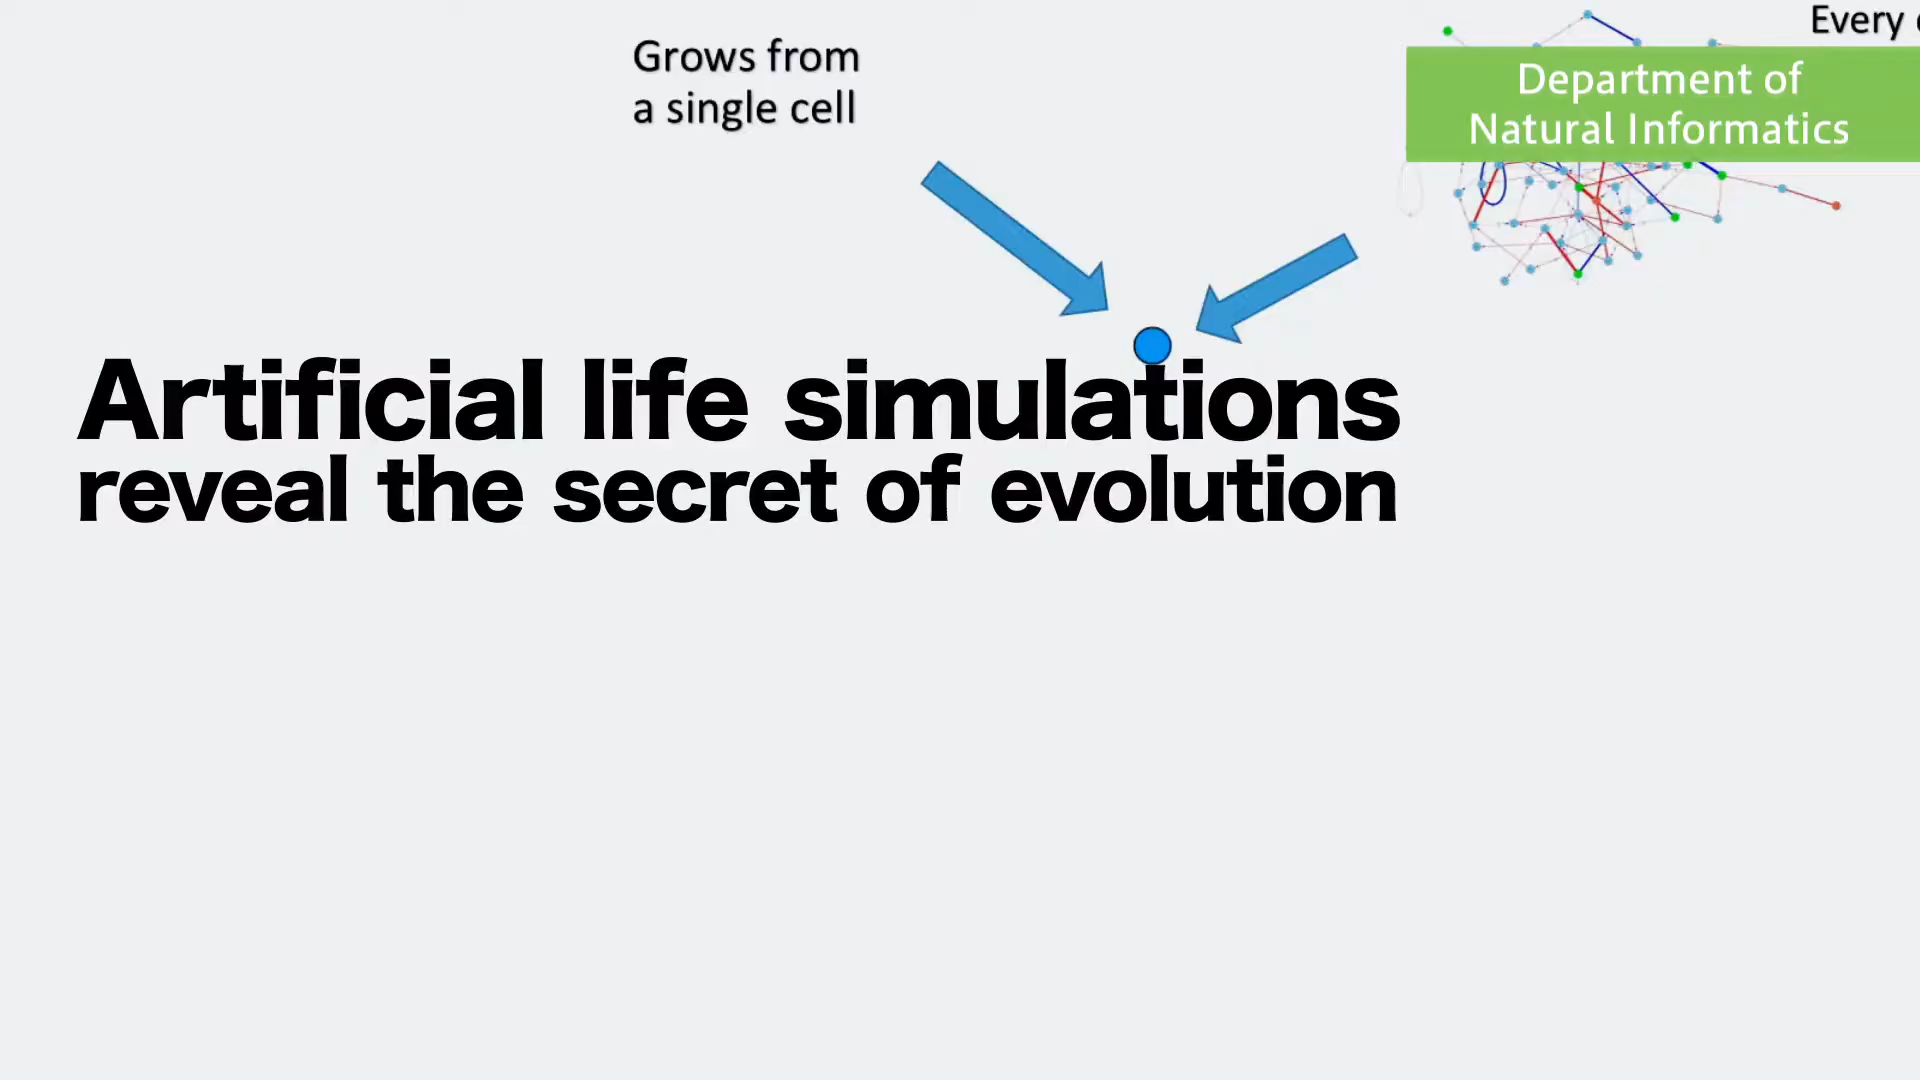 Grows from
a single cell
Every
Department of
Natural Informatics
Artificial life simulations
reveal the secret of evolution